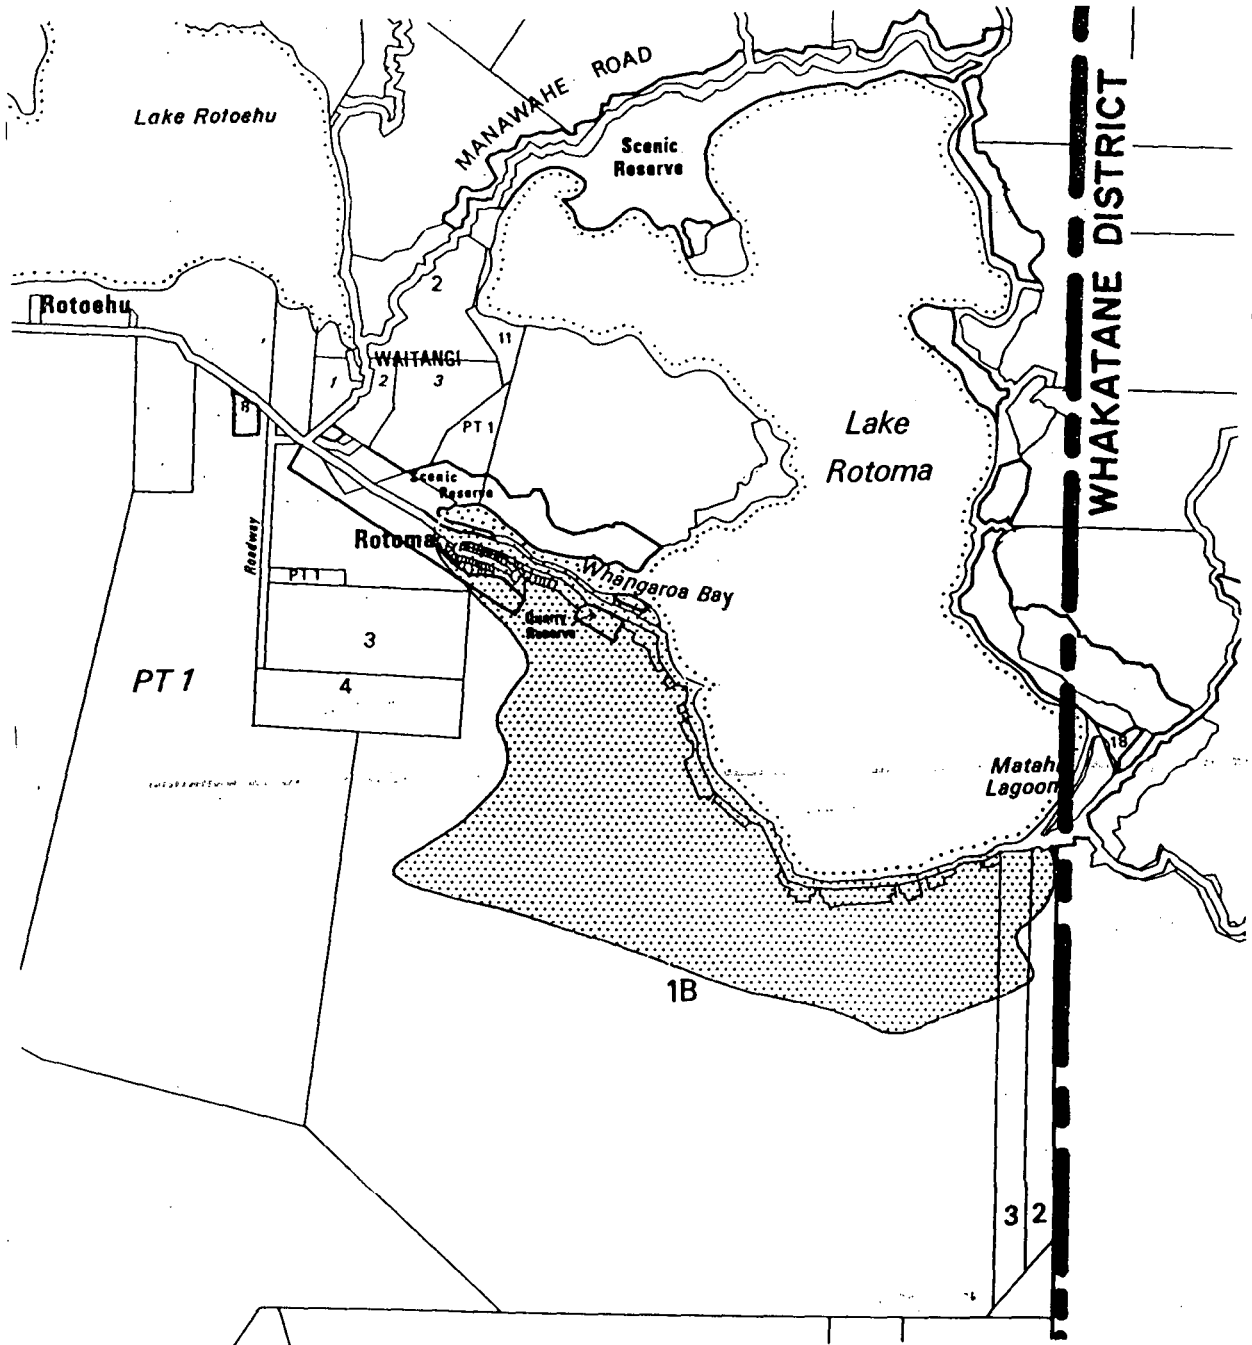 Lake Rotoehu
MANAWAHE ROAD
Scenic
Reserve
WHAKATANE DISTRICT
2
Rotoehu
11
WAITANGI
1
2
3
8
PT 1
Lake
Rotoma
Scenic
Reserve
Roadway
Rotoma
Whangaroa Bay
PT 1
Quarry
Reserve
3
PT 1
4
18
Matahi
Lagoon
1B
3
2